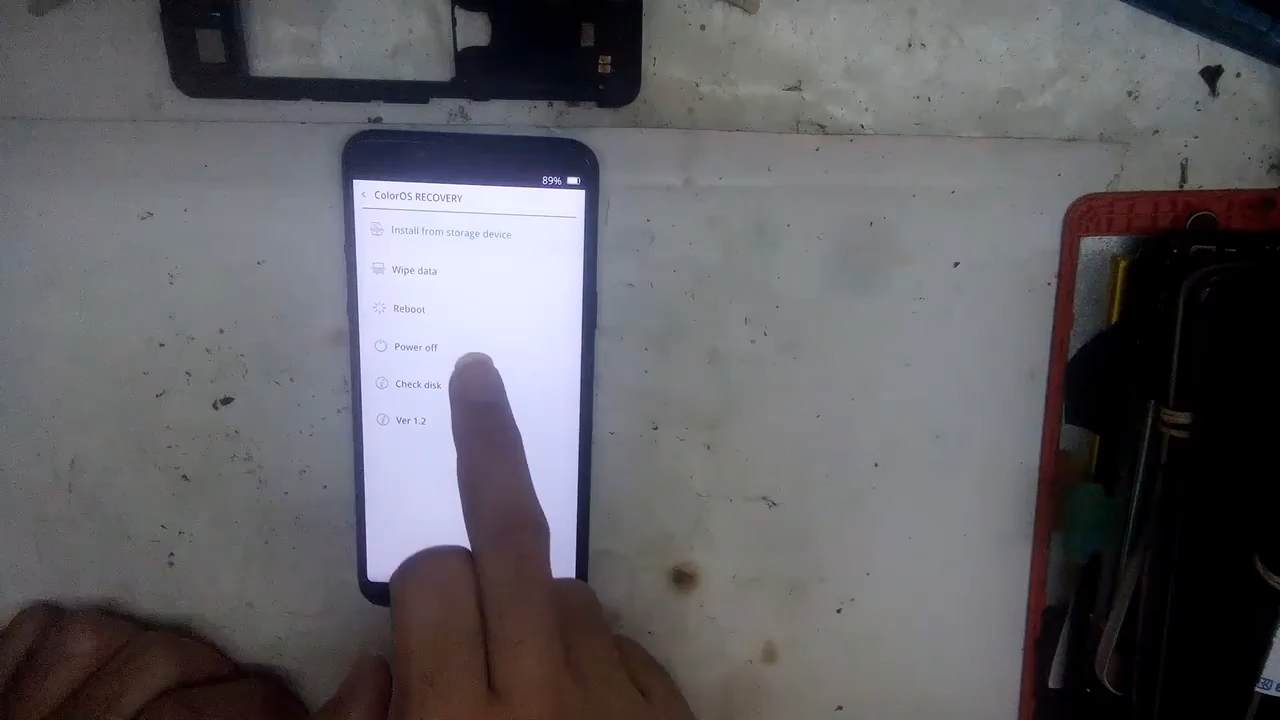 89%
ColorOS RECOVERY
Install from storage device
Wipe data
Reboot
Power off
Check disk
Ver 1.2